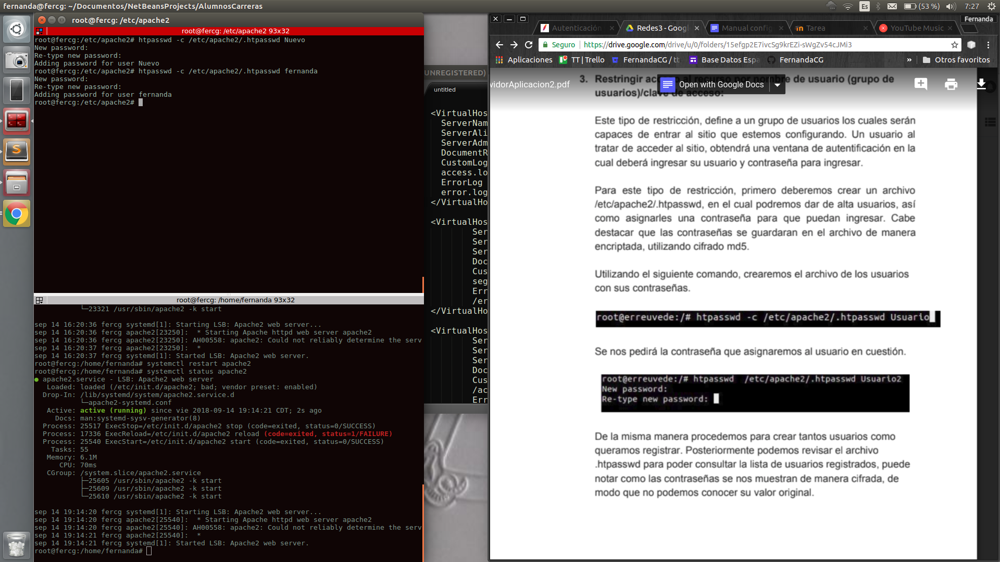 fernanda@fercg: ~/Documentos/NetBeansProjects/AlumnosCarreras
Es
(53 %)
7:27
root@fercg: /etc/apache2
root@fercg: /etc/apache2 93x32
root@fercg:/etc/apache2# htpasswd -c /etc/apache2/.htpasswd Nuevo
New password:
Re-type new password:
Adding password for user Nuevo
root@fercg:/etc/apache2# htpasswd -c /etc/apache2/.htpasswd fernanda
New password:
Re-type new password:
Adding password for user fernanda
root@fercg:/etc/apache2#
root@fercg: /home/fernanda 93x32
└─23321 /usr/sbin/apache2 -k start
sep 14 16:20:36 fercg systemd[1]: Starting LSB: Apache2 web server...
sep 14 16:20:36 fercg apache2[23250]:  * Starting Apache httpd web server apache2
sep 14 16:20:36 fercg apache2[23250]: AH00558: apache2: Could not reliably determine the serv
sep 14 16:20:37 fercg apache2[23250]:  *
sep 14 16:20:37 fercg systemd[1]: Started LSB: Apache2 web server.
root@fercg:/home/fernanda# systemctl restart apache2
root@fercg:/home/fernanda# systemctl status apache2
● apache2.service - LSB: Apache2 web server
Loaded: loaded (/etc/init.d/apache2; bad; vendor preset: enabled)
Drop-In: /lib/systemd/system/apache2.service.d
└─apache2-systemd.conf
Active: active (running) since vie 2018-09-14 19:14:21 CDT; 2s ago
Docs: man:systemd-sysv-generator(8)
Process: 25517 ExecStop=/etc/init.d/apache2 stop (code=exited, status=0/SUCCESS)
Process: 17336 ExecReload=/etc/init.d/apache2 reload (code=exited, status=1/FAILURE)
Process: 25540 ExecStart=/etc/init.d/apache2 start (code=exited, status=0/SUCCESS)
Tasks: 55
Memory: 6.1M
CPU: 70ms
CGroup: /system.slice/apache2.service
├─25605 /usr/sbin/apache2 -k start
├─25609 /usr/sbin/apache2 -k start
└─25610 /usr/sbin/apache2 -k start
sep 14 19:14:20 fercg systemd[1]: Starting LSB: Apache2 web server...
sep 14 19:14:20 fercg apache2[25540]:  * Starting Apache httpd web server apache2
sep 14 19:14:20 fercg apache2[25540]: AH00558: apache2: Could not reliably determine the serv
sep 14 19:14:21 fercg apache2[25540]:  *
sep 14 19:14:21 fercg systemd[1]: Started LSB: Apache2 web server.
root@fercg:/home/fernanda#
UNREGISTERED)
untitled
<VirtualHos
ServerNam
ServerAli
ServerAdm
DocumentR
CustomLog
access.lo
ErrorLog
error.log
</VirtualHo
<VirtualHos
Ser
Ser
Ser
Doc
Cus
seg
Err
/er
</VirtualHo
<VirtualHos
Ser
Ser
Ser
Doc
Cus
/ac
Err
Fernanda
Autenticación
Redes3 - Googl
Manual config
Tarea
YouTube Music
Seguro
https://drive.google.com/drive/u/0/folders/15efgp2E7ivcSg9krEZi-sWgZv54cJMi3
Aplicaciones
TT | Trello
FernandaCG / tt
Base Datos Espa
FernandaCG
»
Otros favoritos
vidorAplicacion2.pdf
Open with Google Docs
3. Restringir acceso al recurso por nombre de usuario (grupo de
usuarios)/clave de acceso:
Este tipo de restricción, define a un grupo de usuarios los cuales serán
capaces de entrar al sitio que estemos configurando. Un usuario al
tratar de acceder al sitio, obtendrá una ventana de autentificación en la
cual deberá ingresar su usuario y contraseña para ingresar.
Para este tipo de restricción, primero deberemos crear un archivo
/etc/apache2/.htpasswd, en el cual podremos dar de alta usuarios, así
como asignarles una contraseña para que puedan ingresar. Cabe
destacar que las contraseñas se guardaran en el archivo de manera
encriptada, utilizando cifrado md5.
Utilizando el siguiente comando, crearemos el archivo de los usuarios
con sus contraseñas.
root@erreuvede:/# htpasswd -c /etc/apache2/.htpasswd Usuario
Se nos pedirá la contraseña que asignaremos al usuario en cuestión.
root@erreuvede:/# htpasswd  /etc/apache2/.htpasswd Usuario2
New password:
Re-type new password:
De la misma manera procedemos para crear tantos usuarios como
queramos registrar. Posteriormente podemos revisar el archivo
.htpasswd para poder consultar la lista de usuarios registrados, puede
notar como las contraseñas se nos muestran de manera cifrada, de
modo que no podemos conocer su valor original.